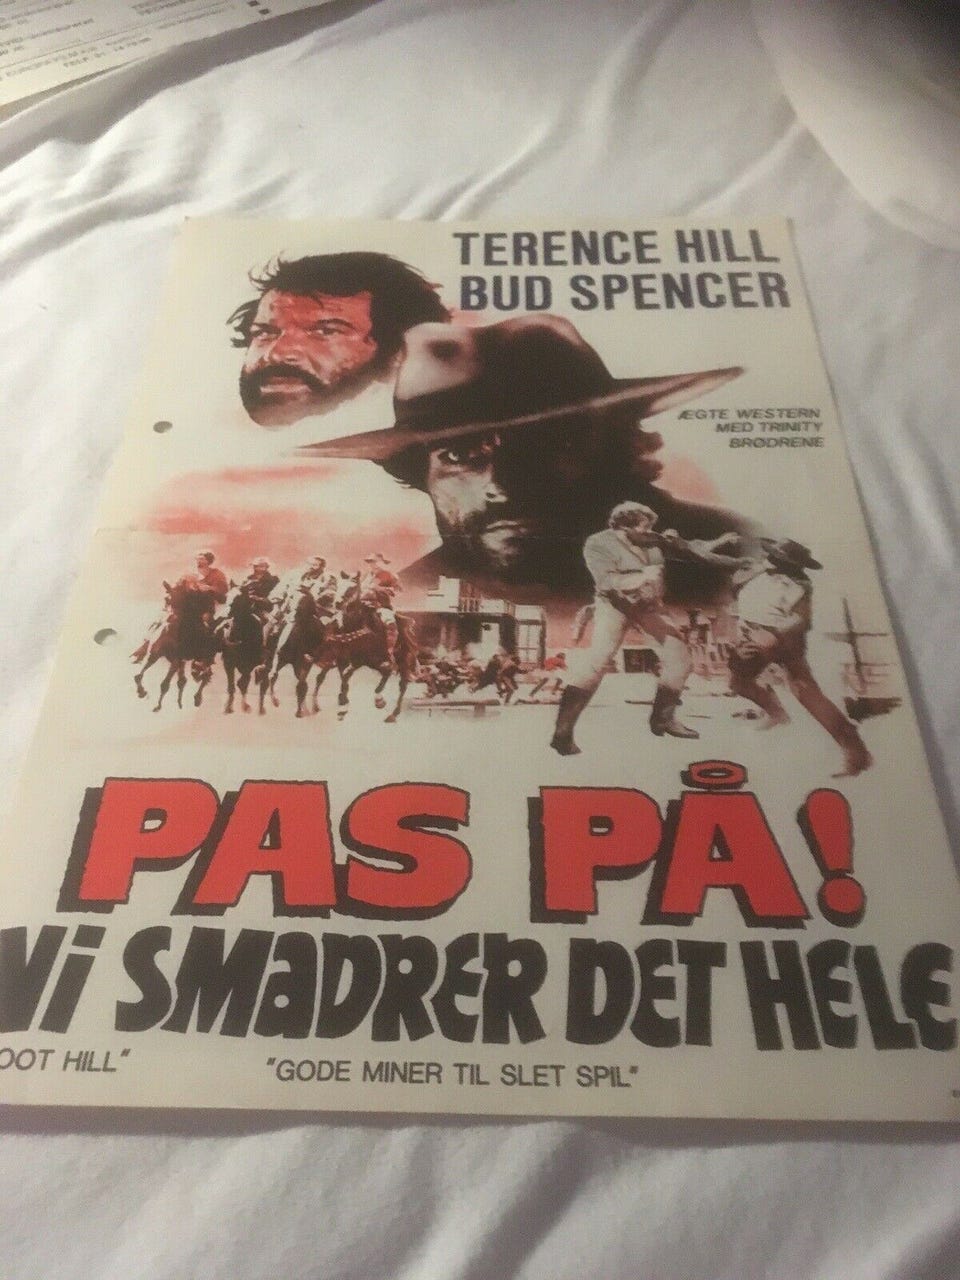 TERENCE HILL
BUD SPENCER
ÆGTE WESTERN
MED TRINITY
BRØDRENE
PAS PÅ!
Vi SMADRER DET HELE
OOT HILL"
"GODE MINER TIL SLET SPIL"